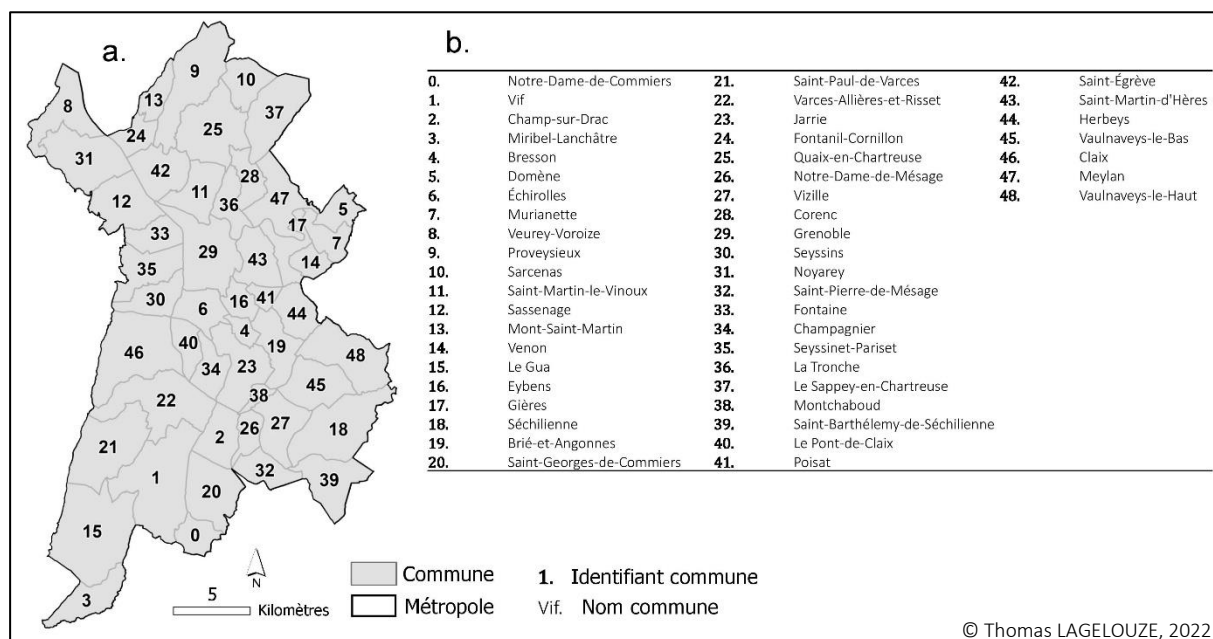 a.
b.
9
10
8
13
37
24
25
31
42
28
11
12
36
47
5
17
33
7
29
43
14
35
30
16
41
6
44
4
40
19
48
46
34
23
45
38
22
27
26
18
2
21
32
1
39
20
15
0
3
0. Notre-Dame-de-Commiers 21. Saint-Paul-de-Varces 42. Saint-Égrève
1. Vif 22. Varces-Allières-et-Risset 43. Saint-Martin-d'Hères
2. Champ-sur-Drac 23. Jarrie 44. Herbeys
3. Miribel-Lanchâtre 24. Fontanil-Cornillon 45. Vaulnaveys-le-Bas
4. Bresson 25. Quaix-en-Chartreuse 46. Claix
5. Domène 26. Notre-Dame-de-Mésage 47. Meylan
6. Échirolles 27. Vizille 48. Vaulnaveys-le-Haut
7. Murianette 28. Corenc
8. Veurey-Voroize 29. Grenoble
9. Proveysieux 30. Seyssins
10. Sarcenas 31. Noyarey
11. Saint-Martin-le-Vinoux 32. Saint-Pierre-de-Mésage
12. Sassenage 33. Fontaine
13. Mont-Saint-Martin 34. Champagnier
14. Venon 35. Seyssinet-Pariset
15. Le Gua 36. La Tronche
16. Eybens 37. Le Sappey-en-Chartreuse
17. Gières 38. Montchaboud
18. Séchilienne 39. Saint-Barthélemy-de-Séchilienne
19. Brié-et-Angonnes 40. Le Pont-de-Claix
20. Saint-Georges-de-Commiers 41. Poisat
N
5
Kilomètres
Commune 1. Identifiant commune
Métropole Vif. Nom commune
© Thomas LAGELOUZE, 2022